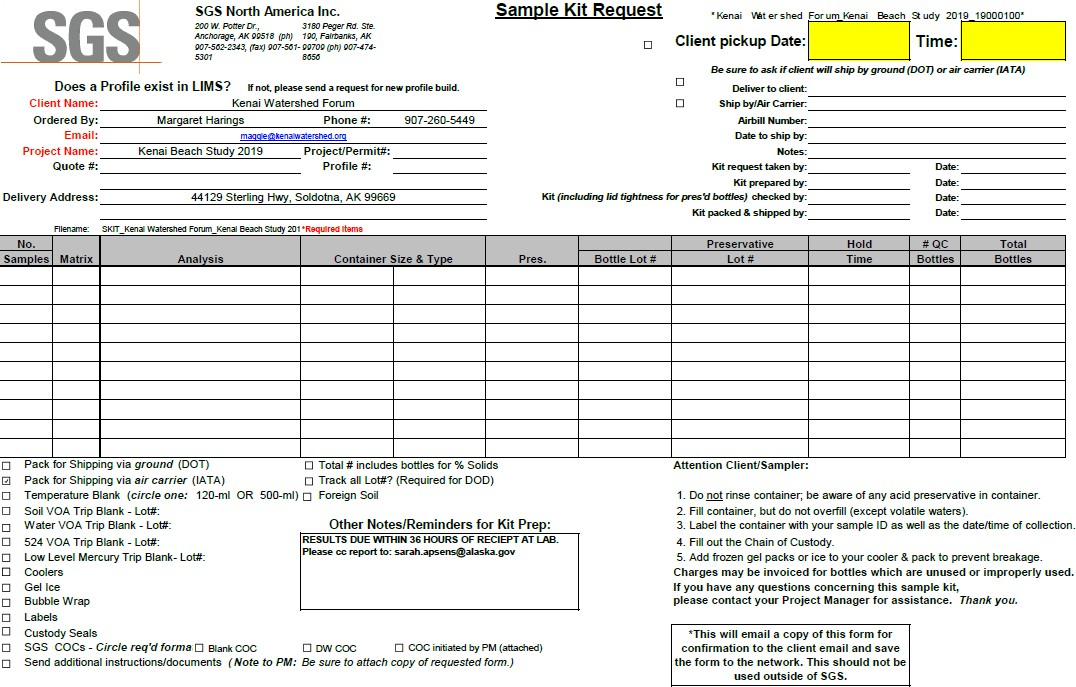 SGS
SGS North America Inc.
200 W. Potter Dr.,
Anchorage, AK 99518 (ph)
907-562-2343, (fax) 907-561-
5301
3180 Peger Rd. Ste.
190, Fairbanks, AK
99709 (ph) 907-474-
8656
Sample Kit Request
*Kenai Watershed Forum_Kenai Beach Study 2019_19000100*
Client pickup Date:
Time:
Be sure to ask if client will ship by ground (DOT) or air carrier (IATA)
Does a Profile exist in LIMS? If not, please send a request for new profile build.
Client Name: Kenai Watershed Forum
Ordered By: Margaret Harings Phone #: 907-260-5449
Email: maggie@kenaiwatershed.org
Project Name: Kenai Beach Study 2019 Project/Permit#:
Quote #: Profile #:
Delivery Address: 44129 Sterling Hwy, Soldotna, AK 99669
Filename: SKIT_Kenai Watershed Forum_Kenai Beach Study 201 *Required Items
Deliver to client:
Ship by/Air Carrier:
Airbill Number:
Date to ship by:
Notes:
Kit request taken by: Date:
Kit prepared by: Date:
Kit (including lid tightness for pres'd bottles) checked by: Date:
Kit packed & shipped by: Date:
No. Preservative Hold # QC Total
Samples Matrix Analysis Container Size & Type Pres. Bottle Lot # Lot # Time Bottles Bottles
Pack for Shipping via ground (DOT)
Pack for Shipping via air carrier (IATA)
Temperature Blank (circle one: 120-ml OR 500-ml)
Soil VOA Trip Blank - Lot#:
Water VOA Trip Blank - Lot#:
524 VOA Trip Blank - Lot#:
Low Level Mercury Trip Blank- Lot#:
Coolers
Gel Ice
Bubble Wrap
Labels
Custody Seals
SGS COCs - Circle req'd forma Blank COC DW COC COC initiated by PM (attached)
Send additional instructions/documents (Note to PM: Be sure to attach copy of requested form.)
Total # includes bottles for % Solids
Track all Lot#? (Required for DOD)
Foreign Soil
Other Notes/Reminders for Kit Prep:
RESULTS DUE WITHIN 36 HOURS OF RECIEPT AT LAB.
Please cc report to: sarah.apsens@alaska.gov
Attention Client/Sampler:
1. Do not rinse container; be aware of any acid preservative in container.
2. Fill container, but do not overfill (except volatile waters).
3. Label the container with your sample ID as well as the date/time of collection.
4. Fill out the Chain of Custody.
5. Add frozen gel packs or ice to your cooler & pack to prevent breakage.
Charges may be invoiced for bottles which are unused or improperly used.
If you have any questions concerning this sample kit,
please contact your Project Manager for assistance. Thank you.
*This will email a copy of this form for
confirmation to the client email and save
the form to the network. This should not be
used outside of SGS.